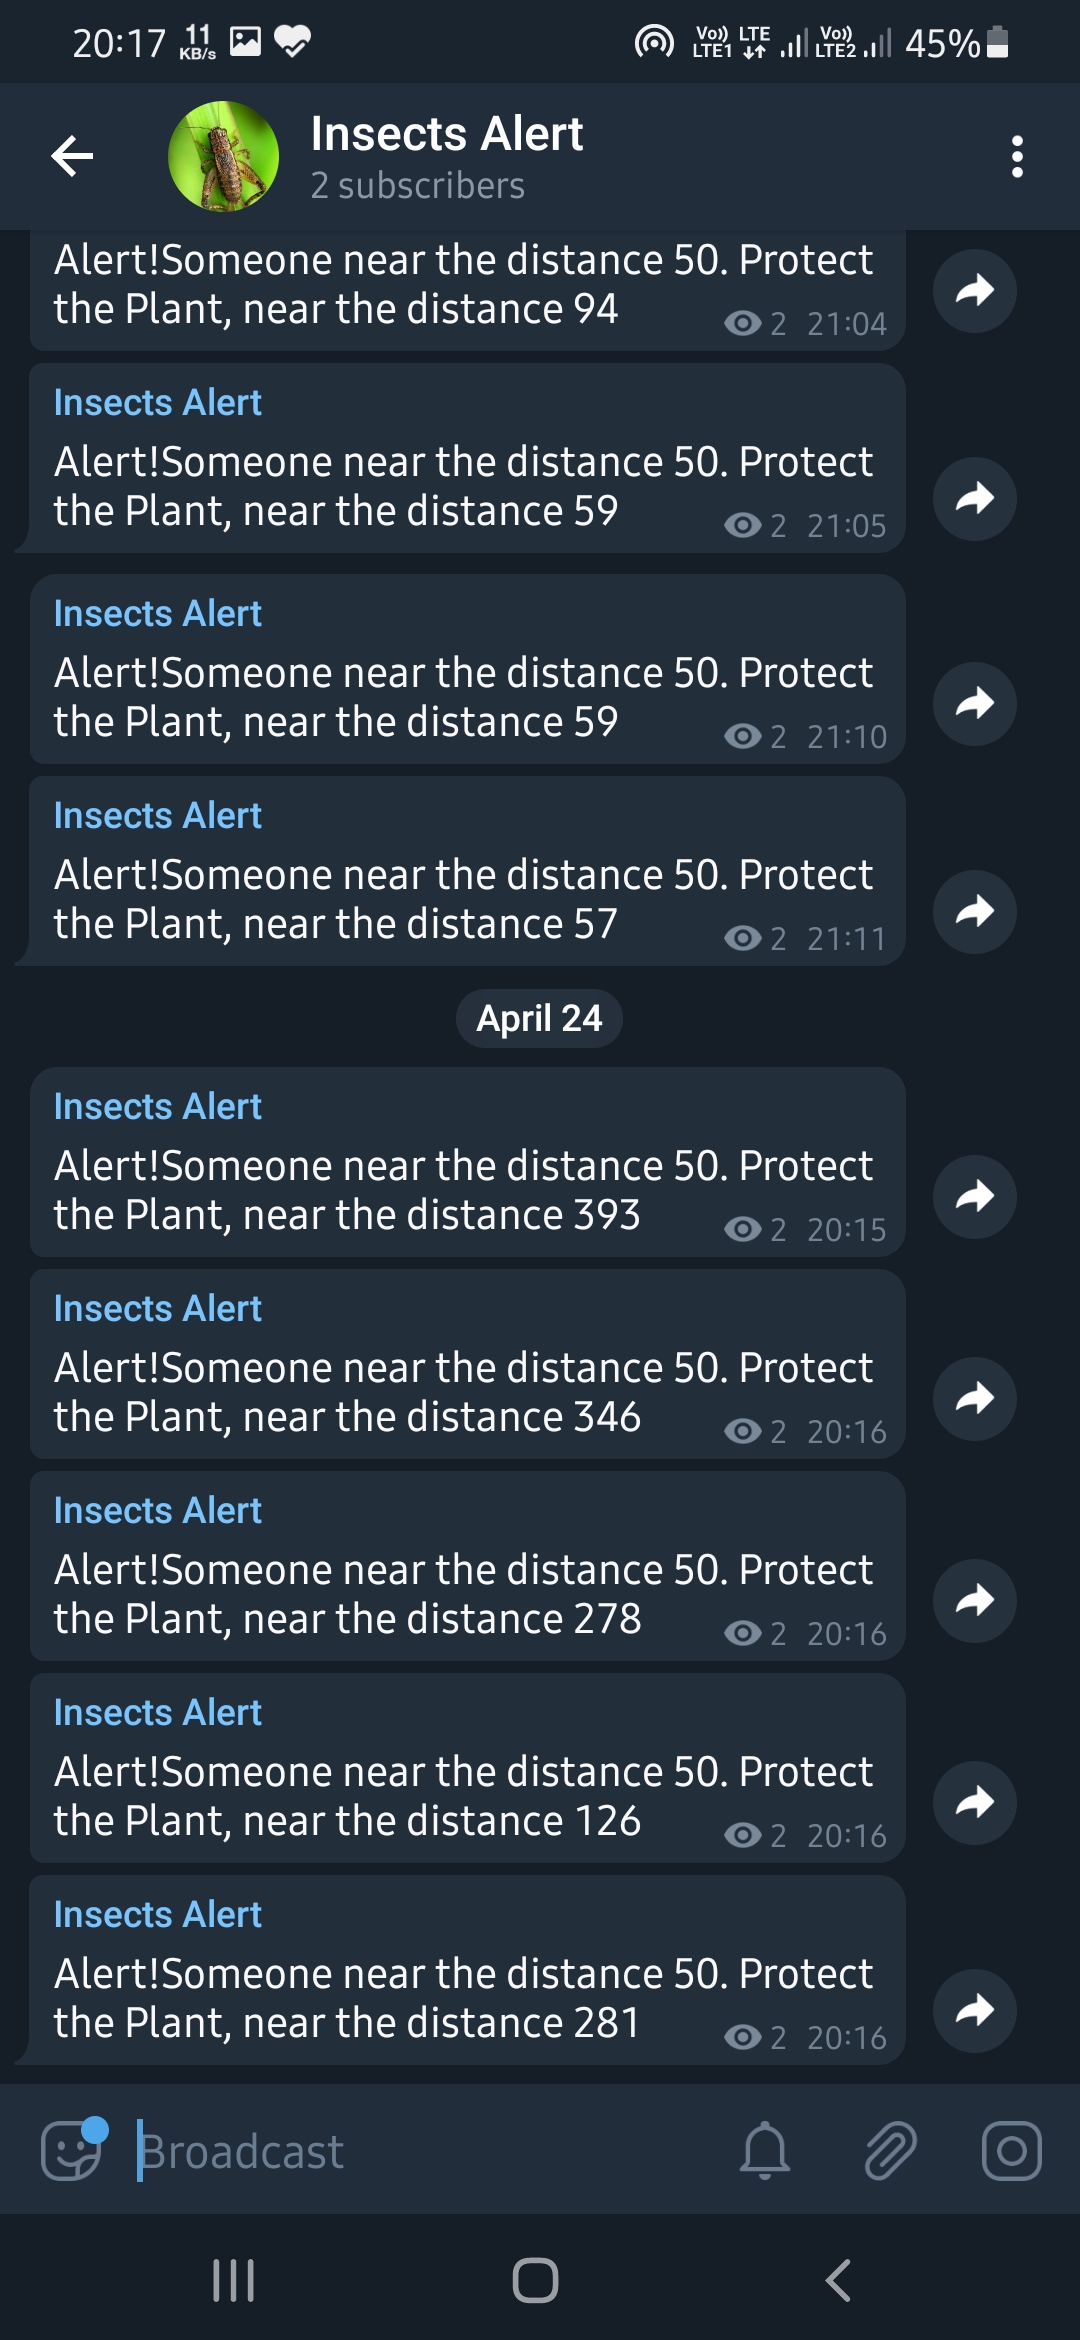 20:17 11 KB/s Vo)) LTE1 LTE Vo)) LTE2 45%
Insects Alert
2 subscribers
Alert!Someone near the distance 50. Protect
the Plant, near the distance 94
2 21:04
Insects Alert
Alert!Someone near the distance 50. Protect
the Plant, near the distance 59
2 21:05
Insects Alert
Alert!Someone near the distance 50. Protect
the Plant, near the distance 59
2 21:10
Insects Alert
Alert!Someone near the distance 50. Protect
the Plant, near the distance 57
2 21:11
April 24
Insects Alert
Alert!Someone near the distance 50. Protect
the Plant, near the distance 393
2 20:15
Insects Alert
Alert!Someone near the distance 50. Protect
the Plant, near the distance 346
2 20:16
Insects Alert
Alert!Someone near the distance 50. Protect
the Plant, near the distance 278
2 20:16
Insects Alert
Alert!Someone near the distance 50. Protect
the Plant, near the distance 126
2 20:16
Insects Alert
Alert!Someone near the distance 50. Protect
the Plant, near the distance 281
2 20:16
Broadcast